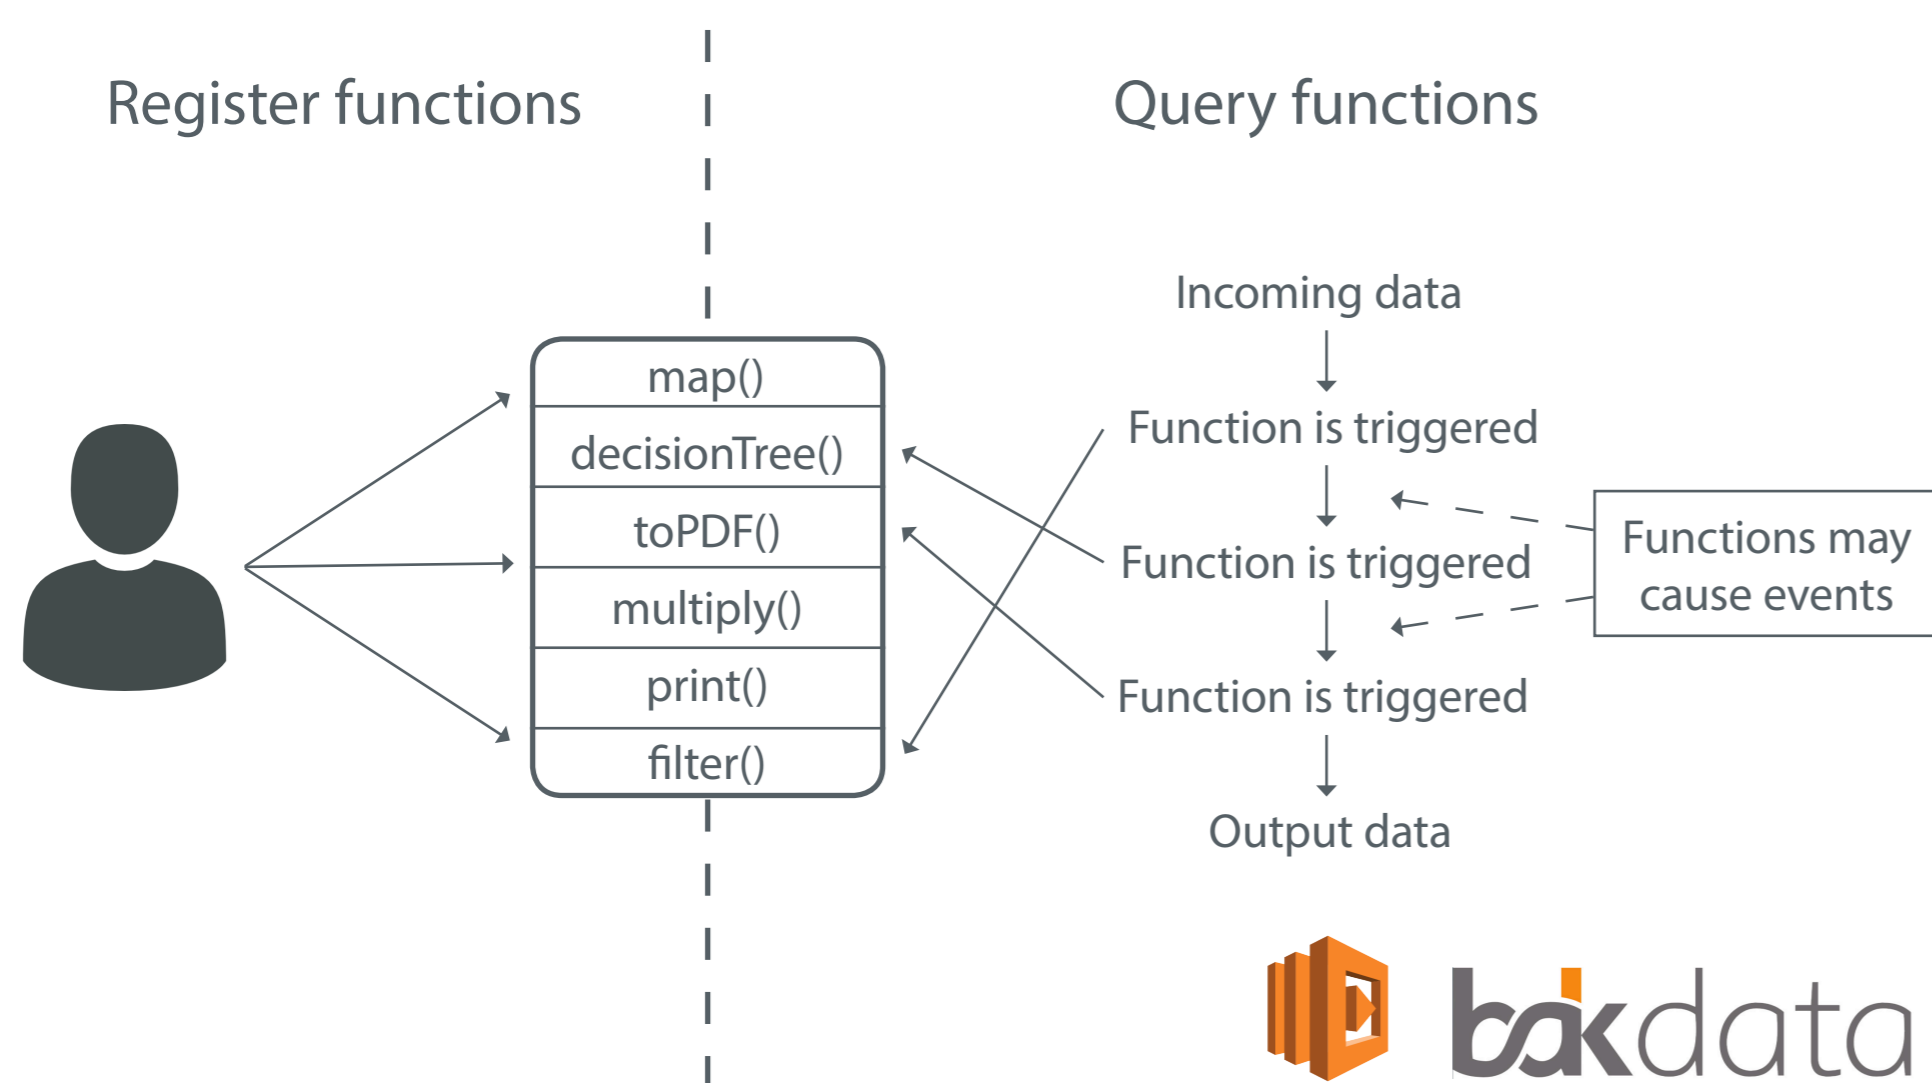 Register functions
Query functions
map()
decisionTree()
toPDF()
multiply()
print()
filter()
Incoming data
Function is triggered
Function is triggered
Function is triggered
Output data
Functions may
cause events
bakdata